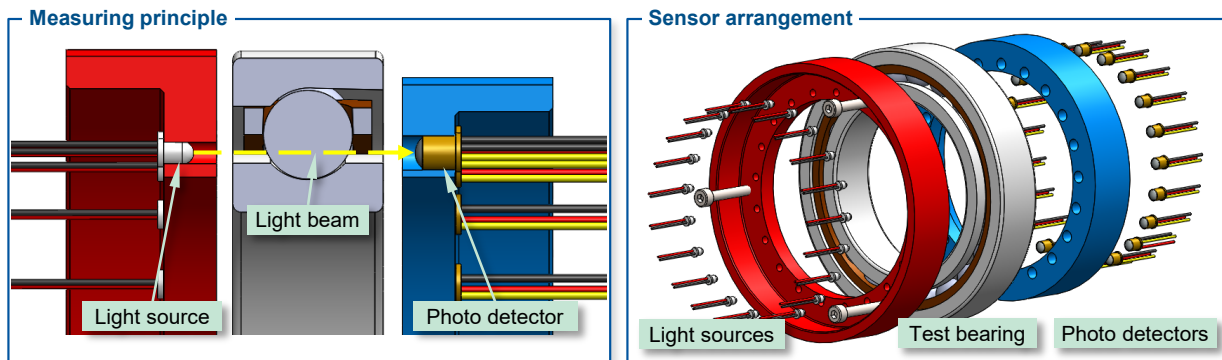 Measuring principle
Light beam
Light source
Photo detector
Sensor arrangement
Light sources
Test bearing
Photo detectors